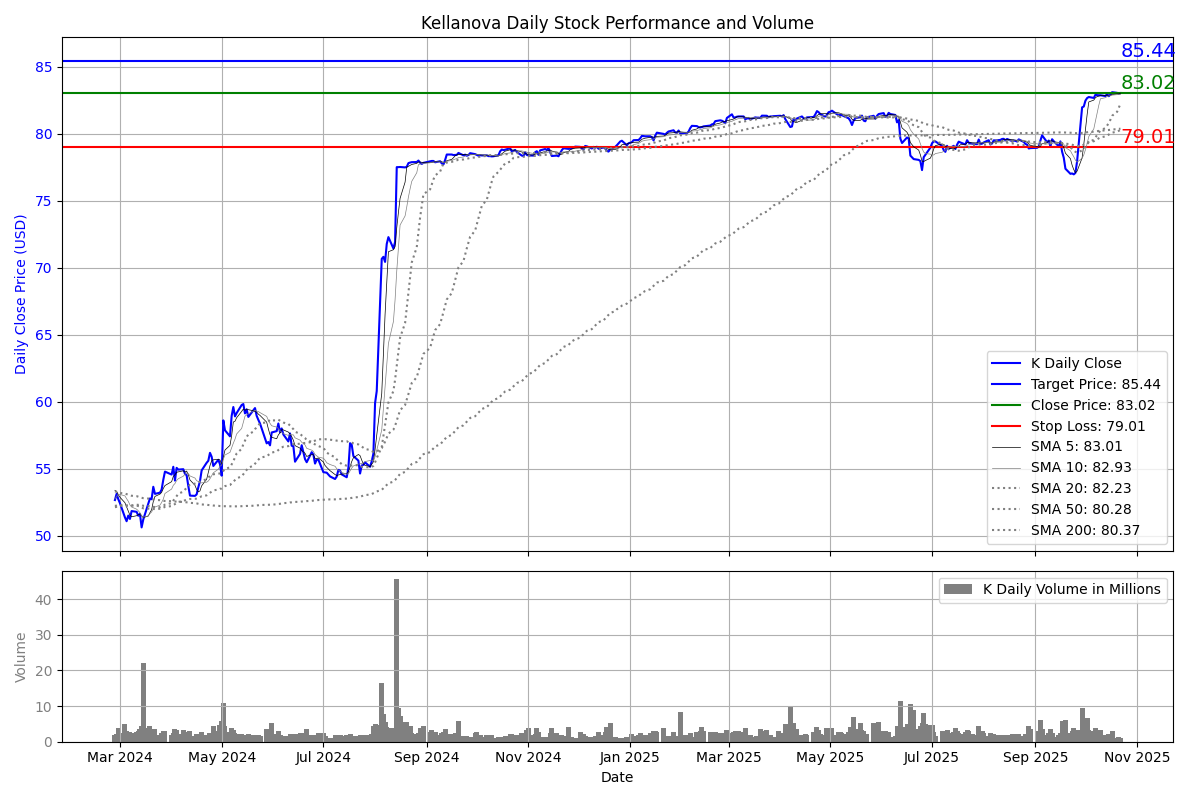 Kellanova Daily Stock Performance and Volume
85.44
83.02
79.01
85
80
75
70
65
60
55
50
Daily Close Price (USD)
K Daily Close
Target Price: 85.44
Close Price: 83.02
Stop Loss: 79.01
SMA 5: 83.01
SMA 10: 82.93
SMA 20: 82.23
SMA 50: 80.28
SMA 200: 80.37
K Daily Volume in Millions
40
30
20
10
0
Volume
Mar 2024
May 2024
Jul 2024
Sep 2024
Nov 2024
Jan 2025
Mar 2025
May 2025
Jul 2025
Sep 2025
Nov 2025
Date